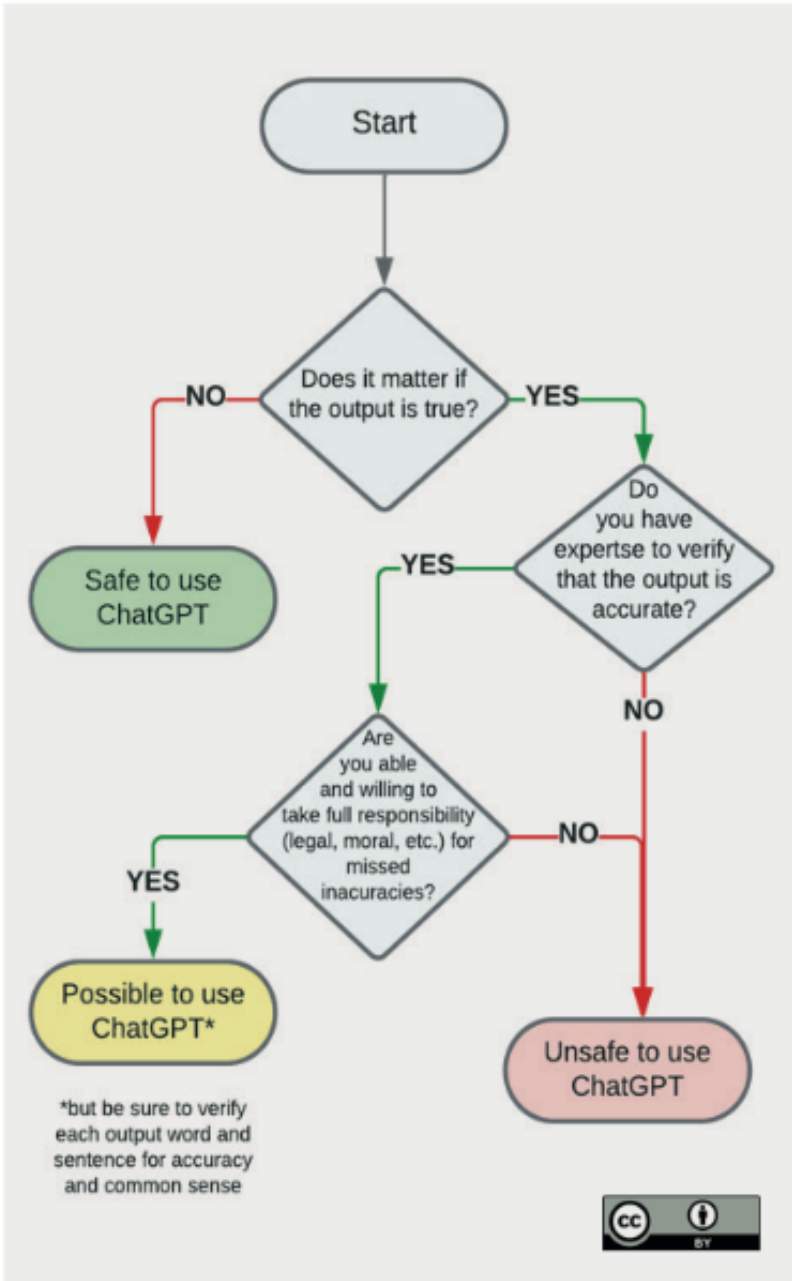 Start
Does it matter if
the output is true?
NO
YES
Safe to use
ChatGPT
Do
you have
expertse to verify
that the output is
accurate?
YES
NO
Are
you able
and willing to
take full responsibility
(legal, moral, etc.) for
missed
inacuracies?
YES
NO
Possible to use
ChatGPT*
Unsafe to use
ChatGPT
*but be sure to verify
each output word and
sentence for accuracy
and common sense
cc
BY